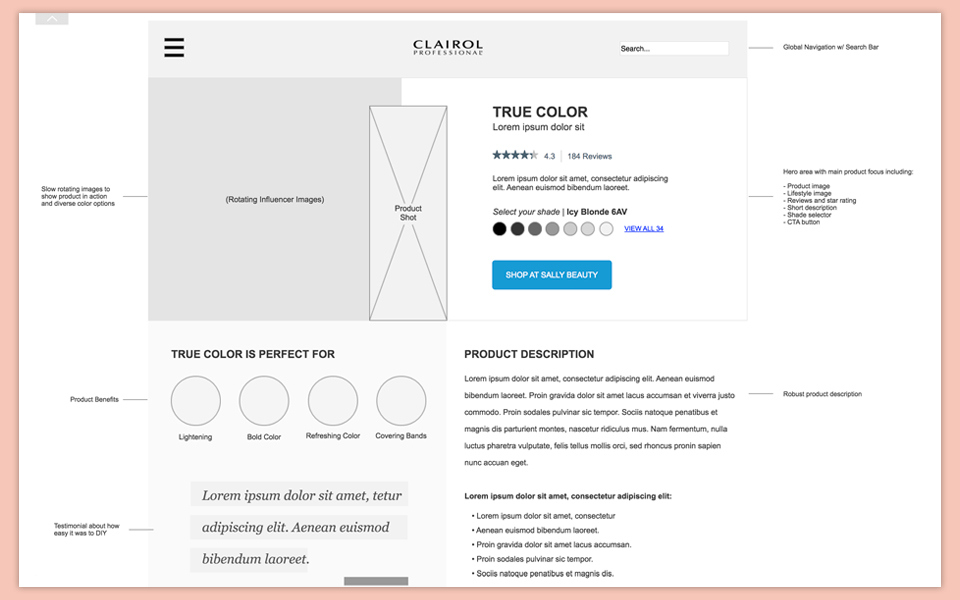 CLAIROL
PROFESSIONAL
Search...
Global Navigation w/ Search Bar
Slow rotating images to
show product in action
and diverse color options
(Rotating Influencer Images)
Product
Shot
TRUE COLOR
Lorem ipsum dolor sit
4.3 | 184 Reviews
Lorem ipsum dolor sit amet, consectetur adipiscing
elit. Aenean euismod bibendum laoreet.
Select your shade | Icy Blonde 6AV
VIEW ALL 34
SHOP AT SALLY BEAUTY
Hero area with main product focus including:
- Product image
- Lifestyle image
- Reviews and star rating
- Short description
- Shade selector
- CTA button
TRUE COLOR IS PERFECT FOR
Lightening
Bold Color
Refreshing Color
Covering Bands
Product Benefits
Lorem ipsum dolor sit amet, tetur
adipiscing elit. Aenean euismod
bibendum laoreet.
Testimonial about how
easy it was to DIY
PRODUCT DESCRIPTION
Lorem ipsum dolor sit amet, consectetur adipiscing elit. Aenean euismod
bibendum laoreet. Proin gravida dolor sit amet lacus accumsan et viverra justo
commodo. Proin sodales pulvinar sic tempor. Sociis natoque penatibus et
magnis dis parturient montes, nascetur ridiculus mus. Nam fermentum, nulla
luctus pharetra vulputate, felis tellus mollis orci, sed rhoncus pronin sapien
nunc accuan eget.
Robust product description
Lorem ipsum dolor sit amet, consectetur adipiscing elit:
• Lorem ipsum dolor sit amet, consectetur
• Aenean euismod bibendum laoreet.
• Proin gravida dolor sit amet lacus accumsan.
• Proin sodales pulvinar sic tempor.
• Sociis natoque penatibus et magnis dis.